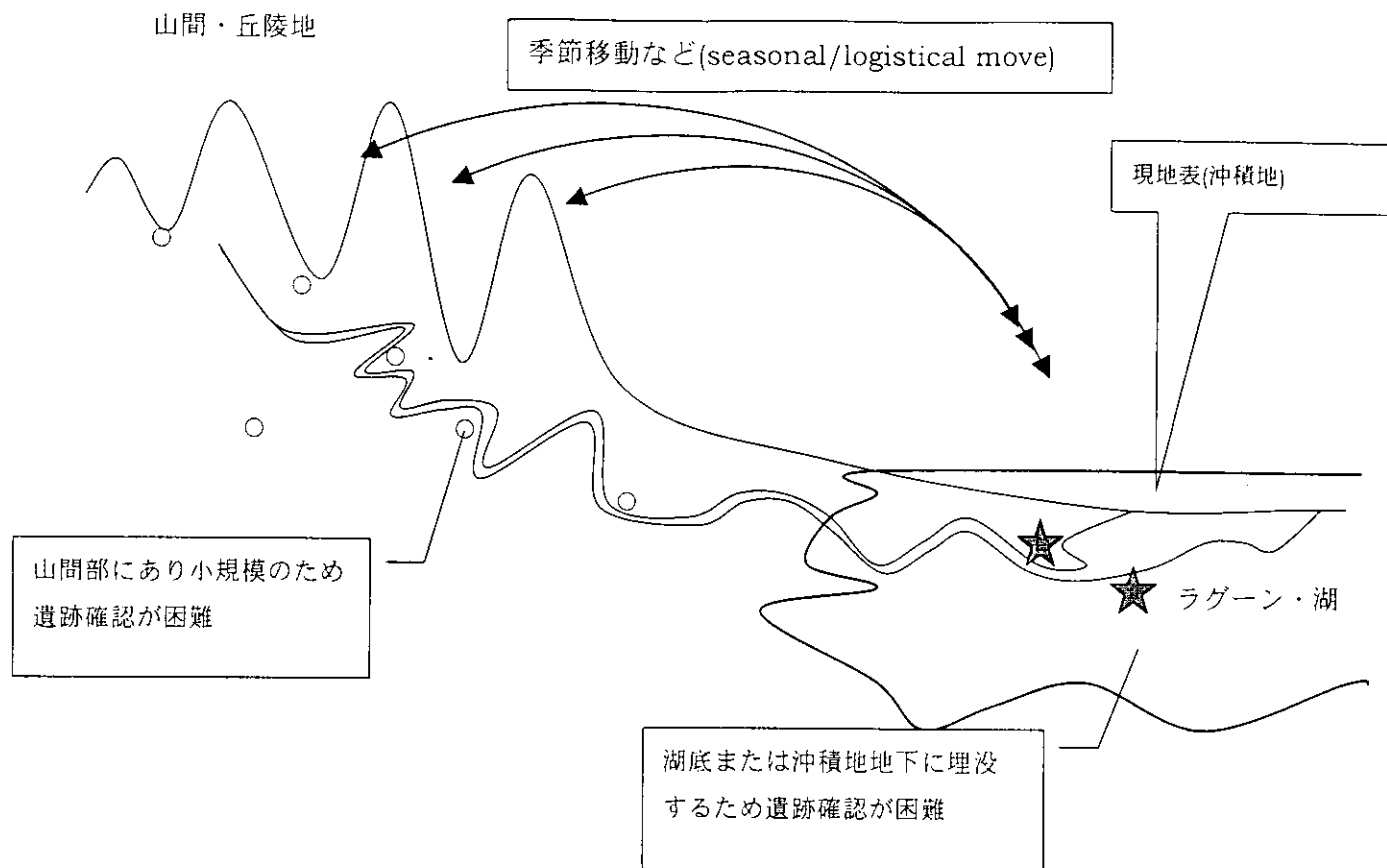 山間・丘陵地
季節移動など(seasonal/logistical move)
現地表(沖積地)
山間部にあり小規模のため
遺跡確認が困難
ラグーン・湖
湖底または沖積地地下に埋没
するため遺跡確認が困難